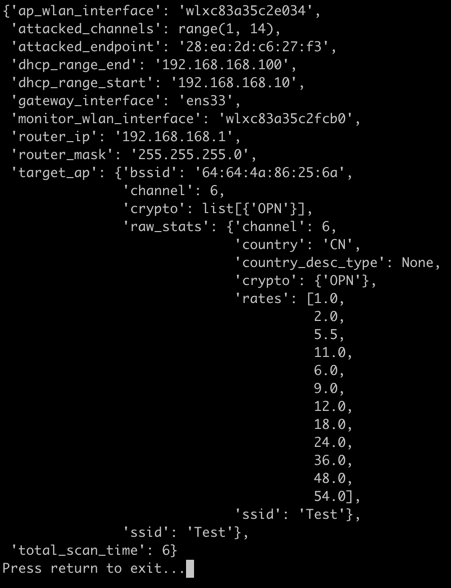 {'ap_wlan_interface': 'wlxc83a35c2e034',
 'attacked_channels': range(1, 14),
 'attacked_endpoint': '28:ea:2d:c6:27:f3',
 'dhcp_range_end': '192.168.168.100',
 'dhcp_range_start': '192.168.168.10',
 'gateway_interface': 'ens33',
 'monitor_wlan_interface': 'wlxc83a35c2fcb0',
 'router_ip': '192.168.168.1',
 'router_mask': '255.255.255.0',
 'target_ap': {'bssid': '64:64:4a:86:25:6a',
               'channel': 6,
               'crypto': list[{'OPN'}],
               'raw_stats': {'channel': 6,
                             'country': 'CN',
                             'country_desc_type': None,
                             'crypto': {'OPN'},
                             'rates': [1.0,
                                       2.0,
                                       5.5,
                                       11.0,
                                       6.0,
                                       9.0,
                                       12.0,
                                       18.0,
                                       24.0,
                                       36.0,
                                       48.0,
                                       54.0],
                             'ssid': 'Test'},
               'ssid': 'Test'},
 'total_scan_time': 6}
Press return to exit...